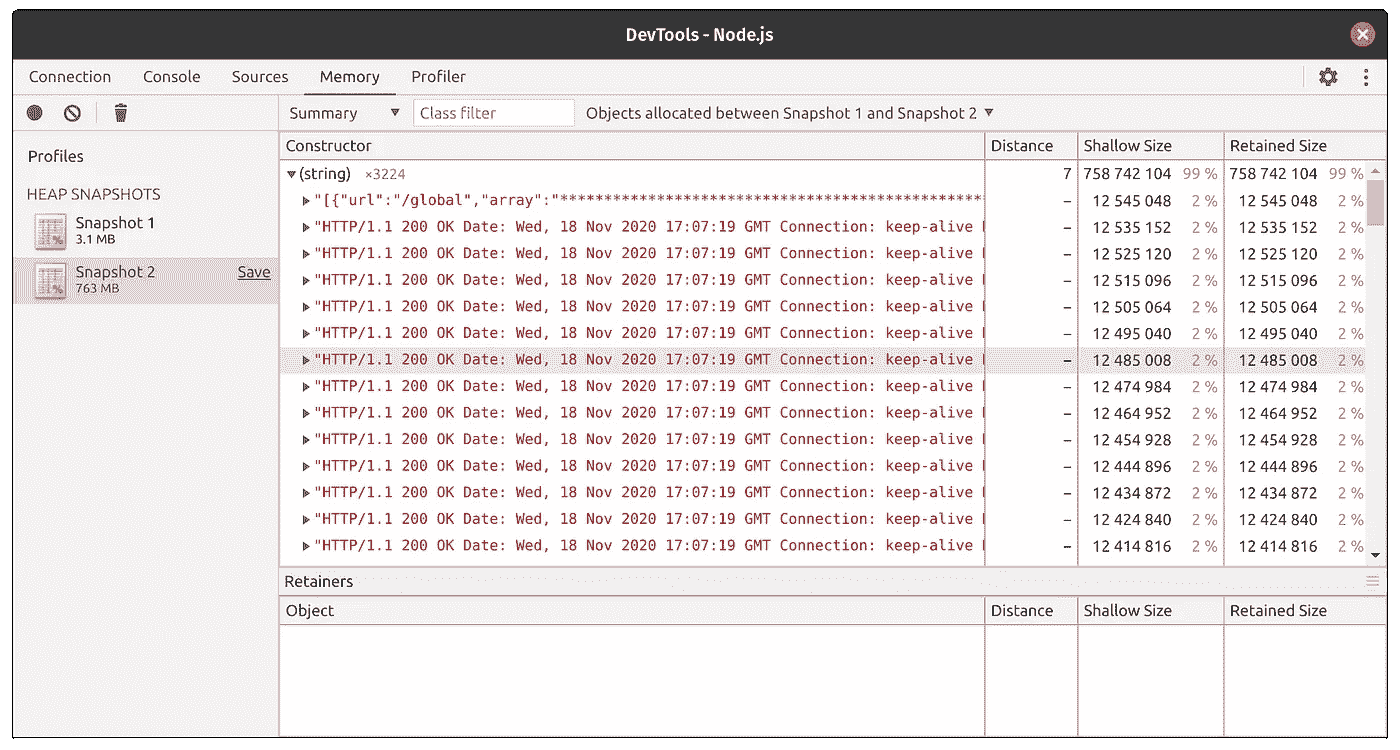 DevTools - Node.js
Connection Console Sources Memory Profiler
Summary Class filter Objects allocated between Snapshot 1 and Snapshot 2
Profiles
HEAP SNAPSHOTS
Snapshot 1
3.1 MB
Snapshot 2 Save
763 MB
Constructor Distance Shallow Size Retained Size
(string) ×3224 7 758 742 104 99 % 758 742 104 99 %
"[{"url":"/global","array":"************************************************ – 12 545 048 2 % 12 545 048 2 %
"HTTP/1.1 200 OK Date: Wed, 18 Nov 2020 17:07:19 GMT Connection: keep-alive – 12 535 152 2 % 12 535 152 2 %
"HTTP/1.1 200 OK Date: Wed, 18 Nov 2020 17:07:19 GMT Connection: keep-alive – 12 525 120 2 % 12 525 120 2 %
"HTTP/1.1 200 OK Date: Wed, 18 Nov 2020 17:07:19 GMT Connection: keep-alive – 12 515 096 2 % 12 515 096 2 %
"HTTP/1.1 200 OK Date: Wed, 18 Nov 2020 17:07:19 GMT Connection: keep-alive – 12 505 064 2 % 12 505 064 2 %
"HTTP/1.1 200 OK Date: Wed, 18 Nov 2020 17:07:19 GMT Connection: keep-alive – 12 495 040 2 % 12 495 040 2 %
"HTTP/1.1 200 OK Date: Wed, 18 Nov 2020 17:07:19 GMT Connection: keep-alive – 12 485 008 2 % 12 485 008 2 %
"HTTP/1.1 200 OK Date: Wed, 18 Nov 2020 17:07:19 GMT Connection: keep-alive – 12 474 984 2 % 12 474 984 2 %
"HTTP/1.1 200 OK Date: Wed, 18 Nov 2020 17:07:19 GMT Connection: keep-alive – 12 464 952 2 % 12 464 952 2 %
"HTTP/1.1 200 OK Date: Wed, 18 Nov 2020 17:07:19 GMT Connection: keep-alive – 12 454 928 2 % 12 454 928 2 %
"HTTP/1.1 200 OK Date: Wed, 18 Nov 2020 17:07:19 GMT Connection: keep-alive – 12 444 896 2 % 12 444 896 2 %
"HTTP/1.1 200 OK Date: Wed, 18 Nov 2020 17:07:19 GMT Connection: keep-alive – 12 434 872 2 % 12 434 872 2 %
"HTTP/1.1 200 OK Date: Wed, 18 Nov 2020 17:07:19 GMT Connection: keep-alive – 12 424 840 2 % 12 424 840 2 %
"HTTP/1.1 200 OK Date: Wed, 18 Nov 2020 17:07:19 GMT Connection: keep-alive – 12 414 816 2 % 12 414 816 2 %
Retainers
Object Distance Shallow Size Retained Size